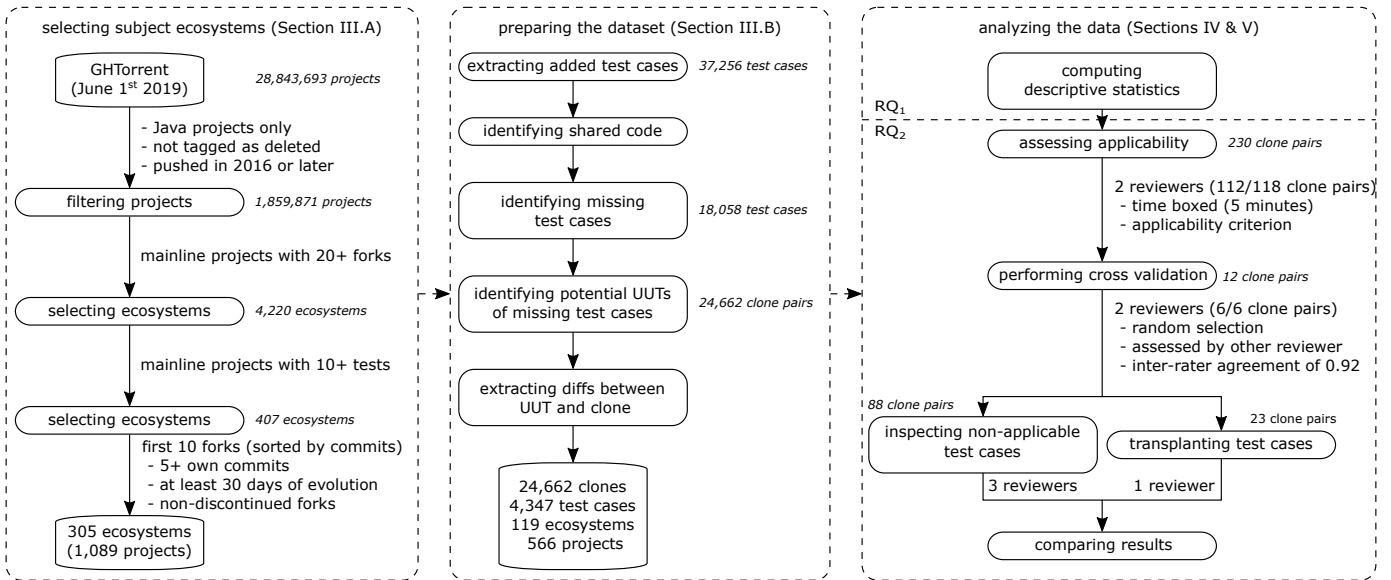 selecting subject ecosystems (Section III.A)
GHTorrent
(June 1st 2019)
28,843,693 projects
- Java projects only
- not tagged as deleted
- pushed in 2016 or later
filtering projects
1,859,871 projects
mainline projects with 20+ forks
selecting ecosystems
4,220 ecosystems
mainline projects with 10+ tests
selecting ecosystems
407 ecosystems
first 10 forks (sorted by commits)
- 5+ own commits
- at least 30 days of evolution
- non-discontinued forks
305 ecosystems
(1,089 projects)
preparing the dataset (Section III.B)
extracting added test cases
37,256 test cases
identifying shared code
identifying missing
test cases
18,058 test cases
identifying potential UUTs
of missing test cases
24,662 clone pairs
extracting diffs between
UUT and clone
24,662 clones
4,347 test cases
119 ecosystems
566 projects
analyzing the data (Sections IV & V)
computing
descriptive statistics
RQ1
RQ2
assessing applicability
230 clone pairs
2 reviewers (112/118 clone pairs)
- time boxed (5 minutes)
- applicability criterion
performing cross validation
12 clone pairs
2 reviewers (6/6 clone pairs)
- random selection
- assessed by other reviewer
- inter-rater agreement of 0.92
88 clone pairs
inspecting non-applicable
test cases
23 clone pairs
transplanting test cases
3 reviewers
1 reviewer
comparing results